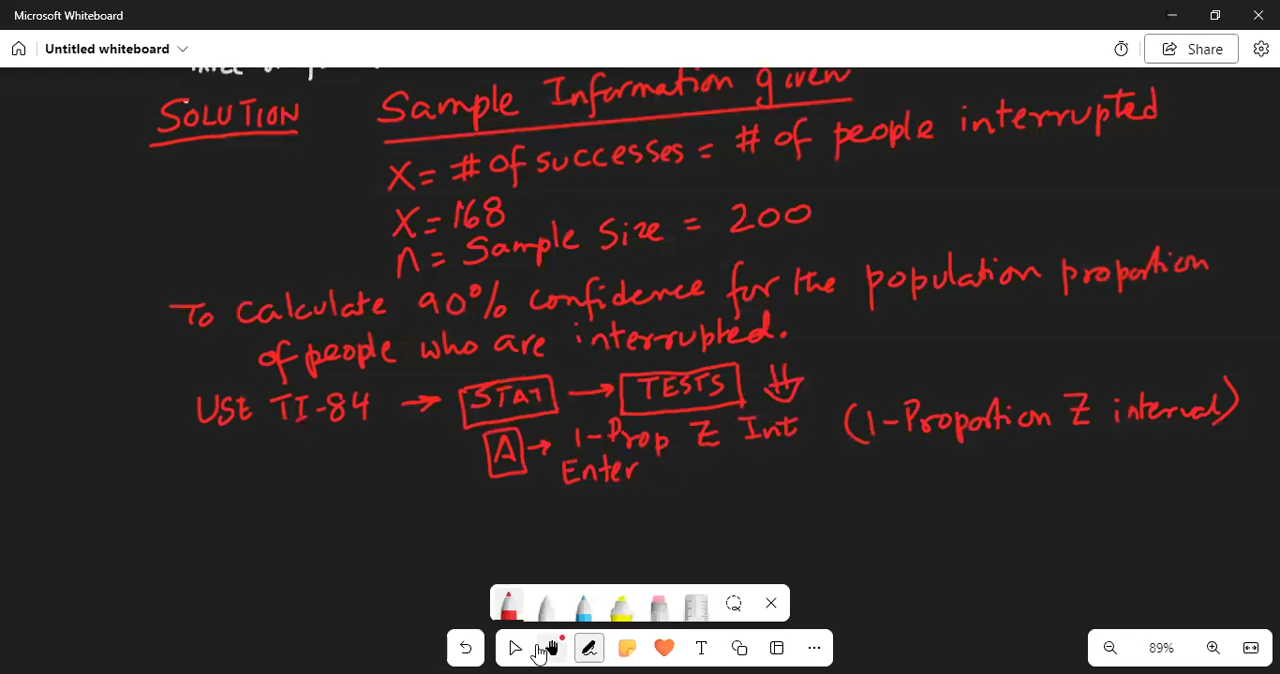 Microsoft Whiteboard
Untitled whiteboard
Share
SOLUTION
Sample Information given
X = # of successes = # of people interrupted
X = 168
n = Sample Size = 200
To calculate 90% confidence for the population proportion
of people who are interrupted.
USE TI-84 → STAT → TESTS
A → 1-Prop Z Int (1-Proportion Z interval)
Enter
89%